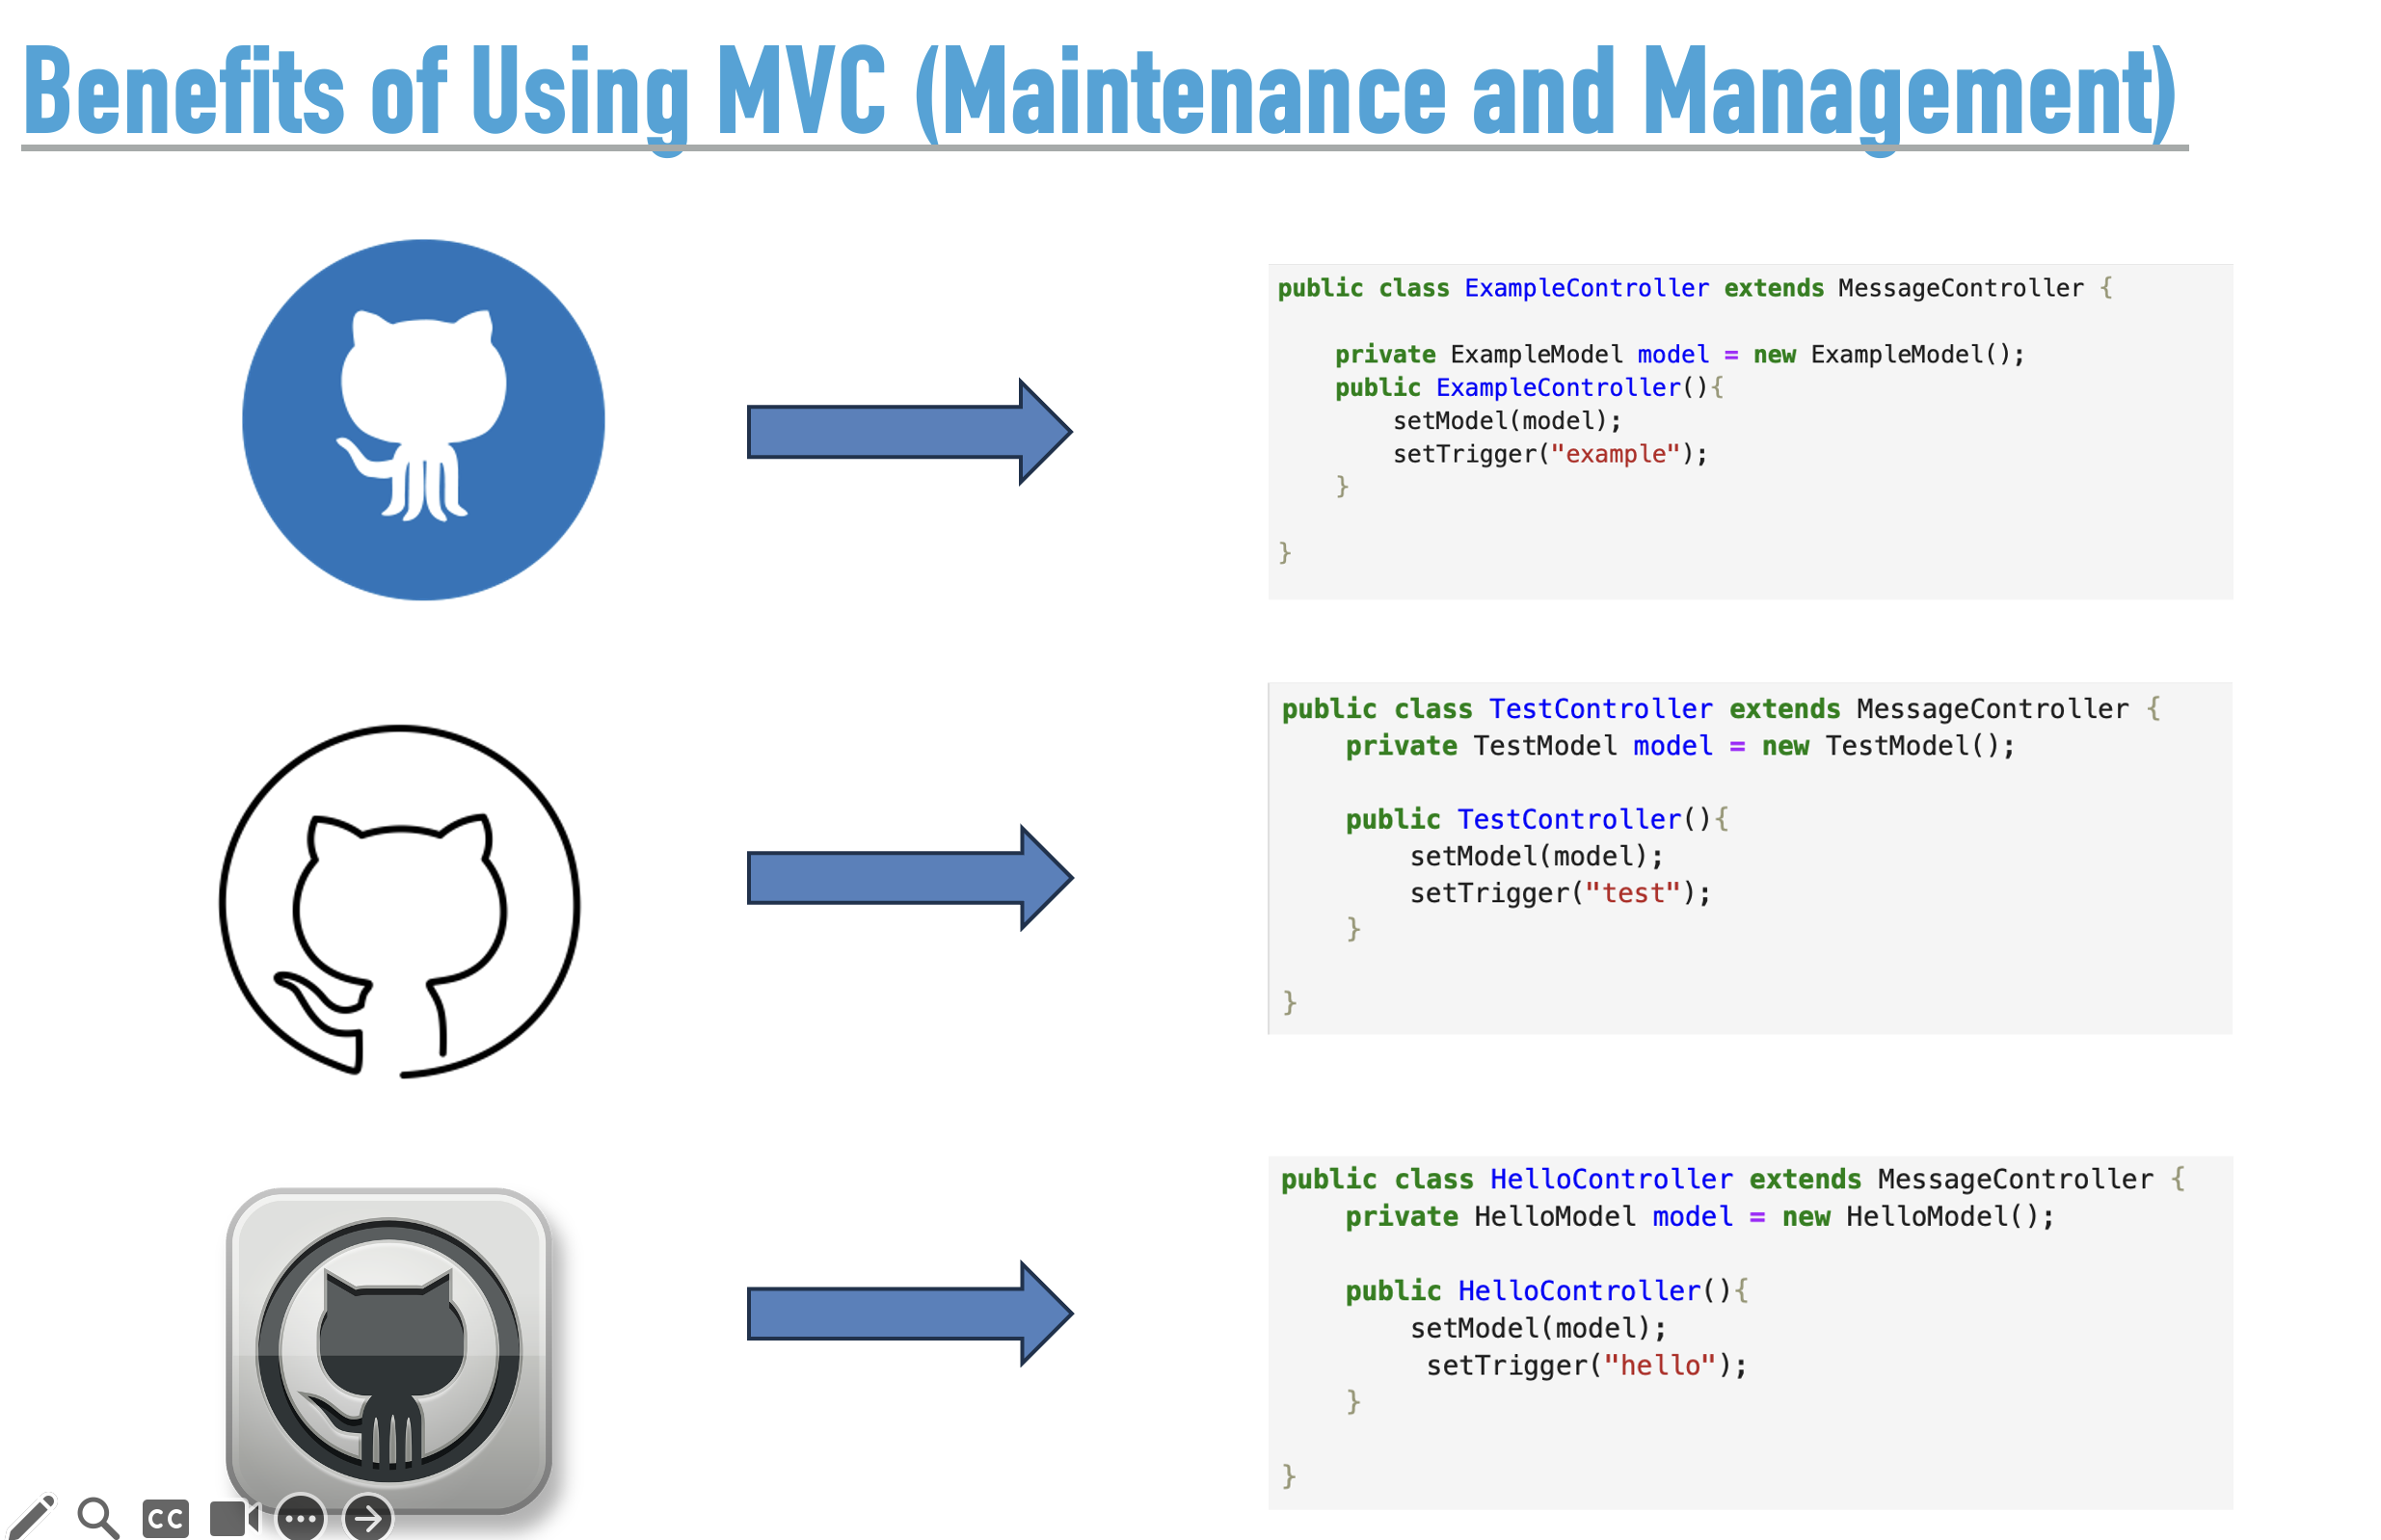 Benefits of Using MVC (Maintenance and Management)
public class ExampleController extends MessageController {
private ExampleModel model = new ExampleModel();
public ExampleController(){
setModel(model);
setTrigger("example");
}
}
public class TestController extends MessageController {
private TestModel model = new TestModel();
public TestController(){
setModel(model);
setTrigger("test");
}
}
public class HelloController extends MessageController {
private HelloModel model = new HelloModel();
public HelloController(){
setModel(model);
setTrigger("hello");
}
}
CC